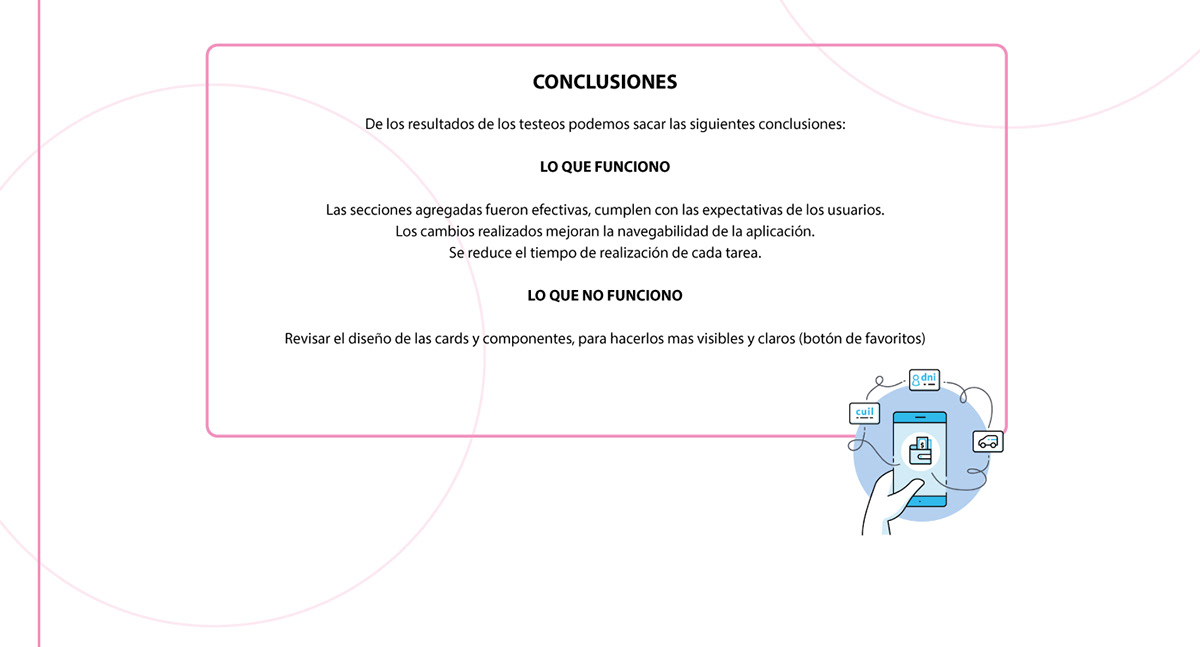 CONCLUSIONES
De los resultados de los testeos podemos sacar las siguientes conclusiones:
LO QUE FUNCIONO
Las secciones agregadas fueron efectivas, cumplen con las expectativas de los usuarios.
Los cambios realizados mejoran la navegabilidad de la aplicación.
Se reduce el tiempo de realización de cada tarea.
LO QUE NO FUNCIONO
Revisar el diseño de las cards y componentes, para hacerlos mas visibles y claros (botón de favoritos)
dni
cuil
$